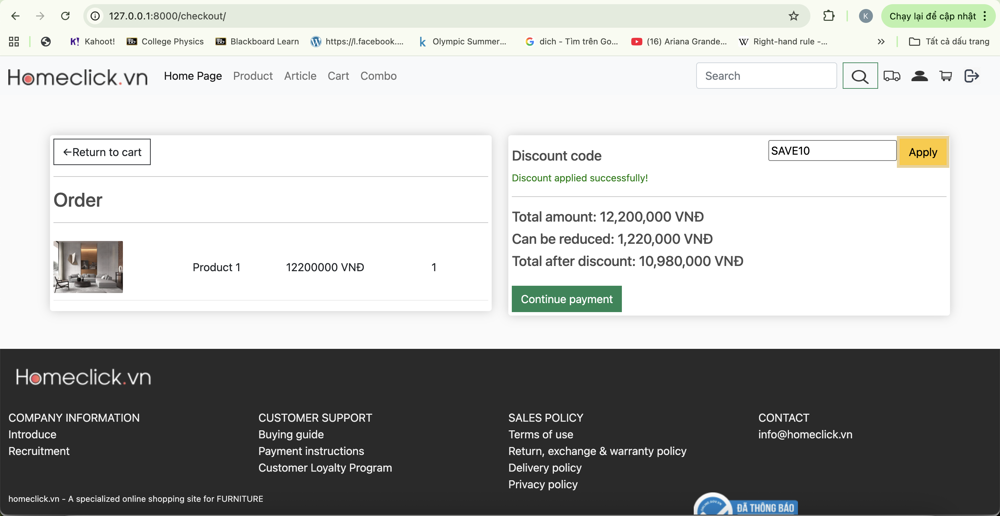 127.0.0.1:8000/checkout/
K
Chạy lại để cập nhật
K! Kahoot!
Bb College Physics
Bb Blackboard Learn
https://l.facebook....
k Olympic Summer...
dich - Tìm trên Go...
(16) Ariana Grande...
W Right-hand rule -...
Tất cả dấu trang
Homeclick.vn
Home Page
Product
Article
Cart
Combo
Search
←Return to cart
Order
Product 1
12200000 VNĐ
1
Discount code
SAVE10
Apply
Discount applied successfully!
Total amount: 12,200,000 VNĐ
Can be reduced: 1,220,000 VNĐ
Total after discount: 10,980,000 VNĐ
Continue payment
Homeclick.vn
COMPANY INFORMATION
Introduce
Recruitment
CUSTOMER SUPPORT
Buying guide
Payment instructions
Customer Loyalty Program
SALES POLICY
Terms of use
Return, exchange & warranty policy
Delivery policy
Privacy policy
CONTACT
info@homeclick.vn
homeclick.vn - A specialized online shopping site for FURNITURE
ONLINE.GOV.VN
ĐÃ THÔNG BÁO